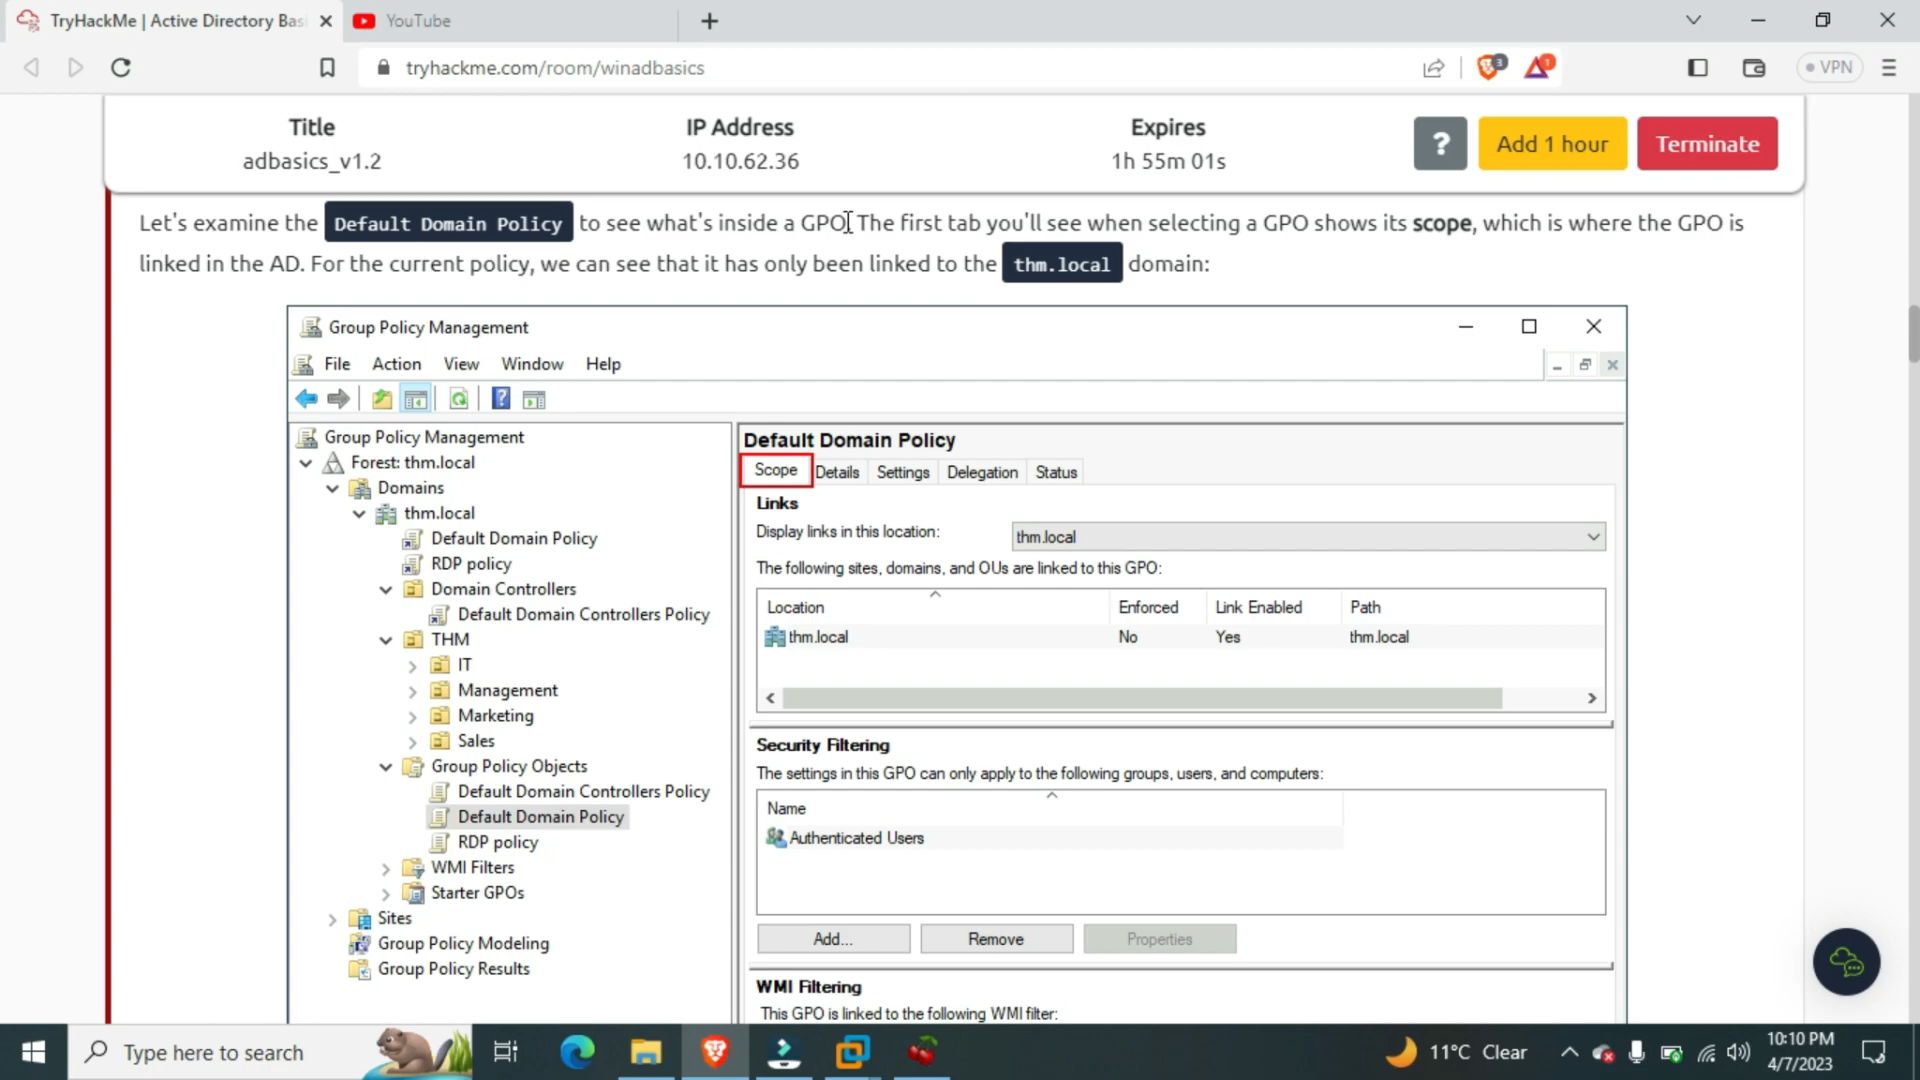 TryHackMe | Active Directory Bas
YouTube
tryhackme.com/room/winadbasics
3
1
VPN
Title
IP Address
Expires
adbasics_v1.2
10.10.62.36
1h 55m 01s
?
Add 1 hour
Terminate
Let's examine the Default Domain Policy to see what's inside a GPO. The first tab you'll see when selecting a GPO shows its scope, which is where the GPO is
linked in the AD. For the current policy, we can see that it has only been linked to the thm.local domain:
Group Policy Management
File Action View Window Help
Group Policy Management
Forest: thm.local
Domains
thm.local
Default Domain Policy
RDP policy
Domain Controllers
Default Domain Controllers Policy
THM
IT
Management
Marketing
Sales
Group Policy Objects
Default Domain Controllers Policy
Default Domain Policy
RDP policy
WMI Filters
Starter GPOs
Sites
Group Policy Modeling
Group Policy Results
Default Domain Policy
Scope Details Settings Delegation Status
Links
Display links in this location: thm.local
The following sites, domains, and OUs are linked to this GPO:
Location Enforced Link Enabled Path
thm.local No Yes thm.local
Security Filtering
The settings in this GPO can only apply to the following groups, users, and computers:
Name
Authenticated Users
Add... Remove Properties
WMI Filtering
This GPO is linked to the following WMI filter:
Type here to search
11°C Clear
10:10 PM
4/7/2023